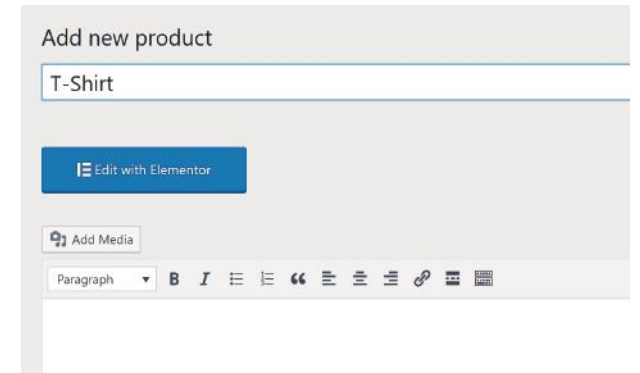 Add new product
T-Shirt
Edit with Elementor
Add Media
Paragraph B I